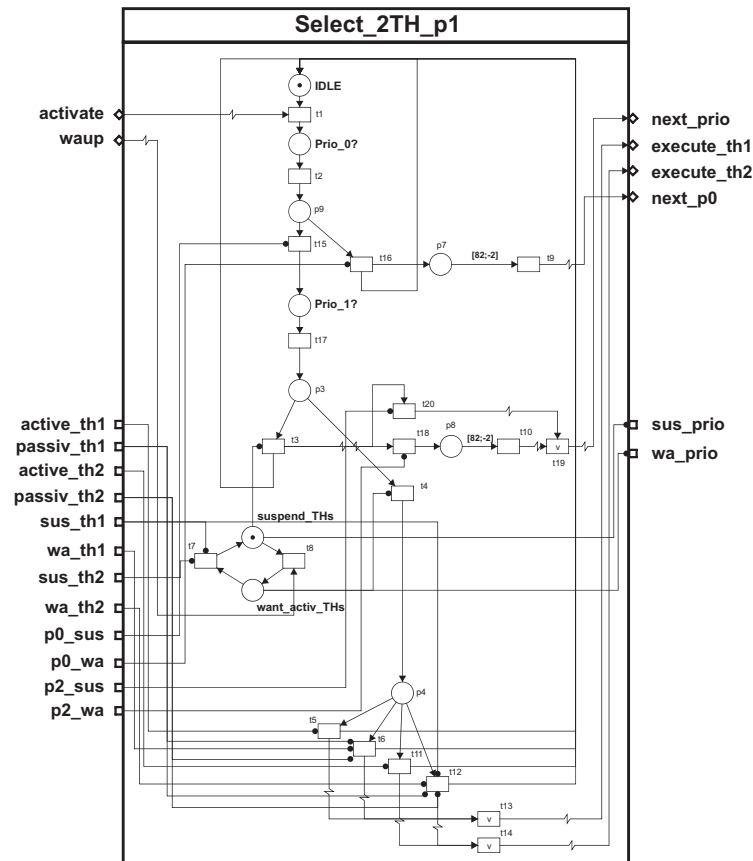 Select_2TH_p1
IDLE
activate
t1
next_prio
waup
Prio_0?
execute_th1
t2
execute_th2
p9
next_p0
t15
p7
[82;-2]
t16
t9
Prio_1?
t17
p3
t20
active_th1
p8
[82;-2]
t10
sus_prio
passiv_th1
t3
t18
v
t19
wa_prio
active_th2
t4
passiv_th2
suspend_THs
sus_th1
t7
t8
wa_th1
sus_th2
want_activ_THs
wa_th2
p0_sus
p0_wa
p2_sus
p4
p2_wa
t5
t6
t11
t12
t13
v
t14
v